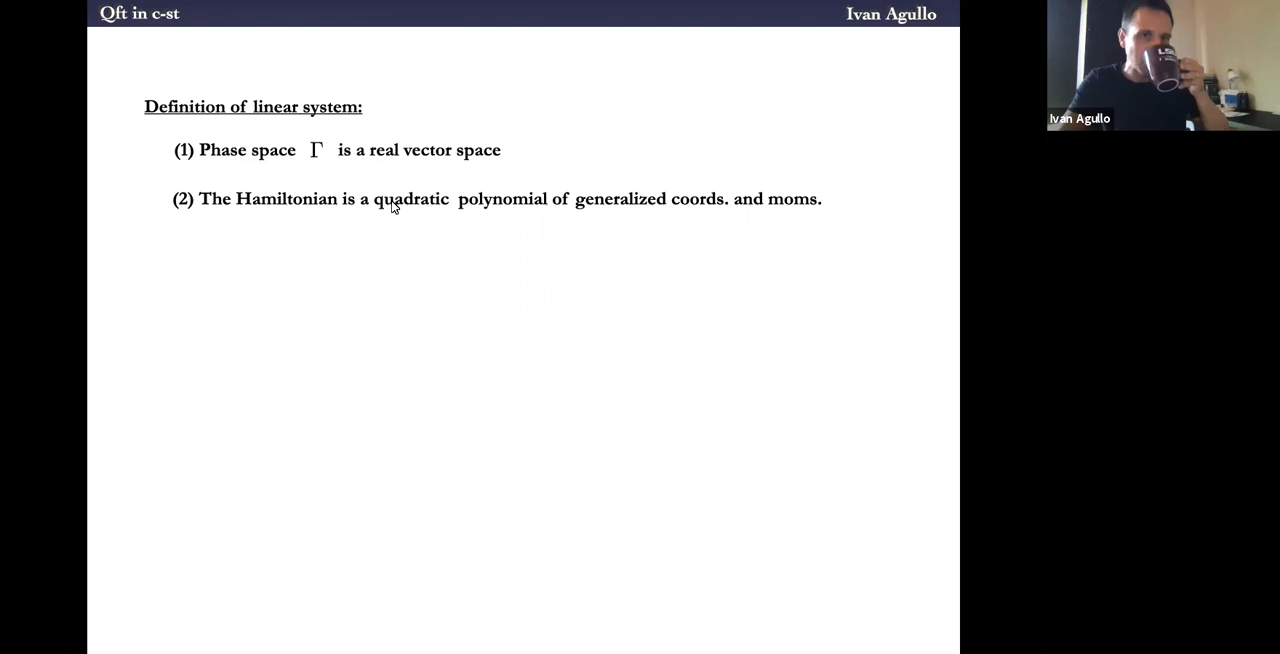 Qft in c-st
Ivan Agullo
Definition of linear system:
(1) Phase space Γ is a real vector space
(2) The Hamiltonian is a quadratic polynomial of generalized coords. and moms.
LSU
Ivan Agullo